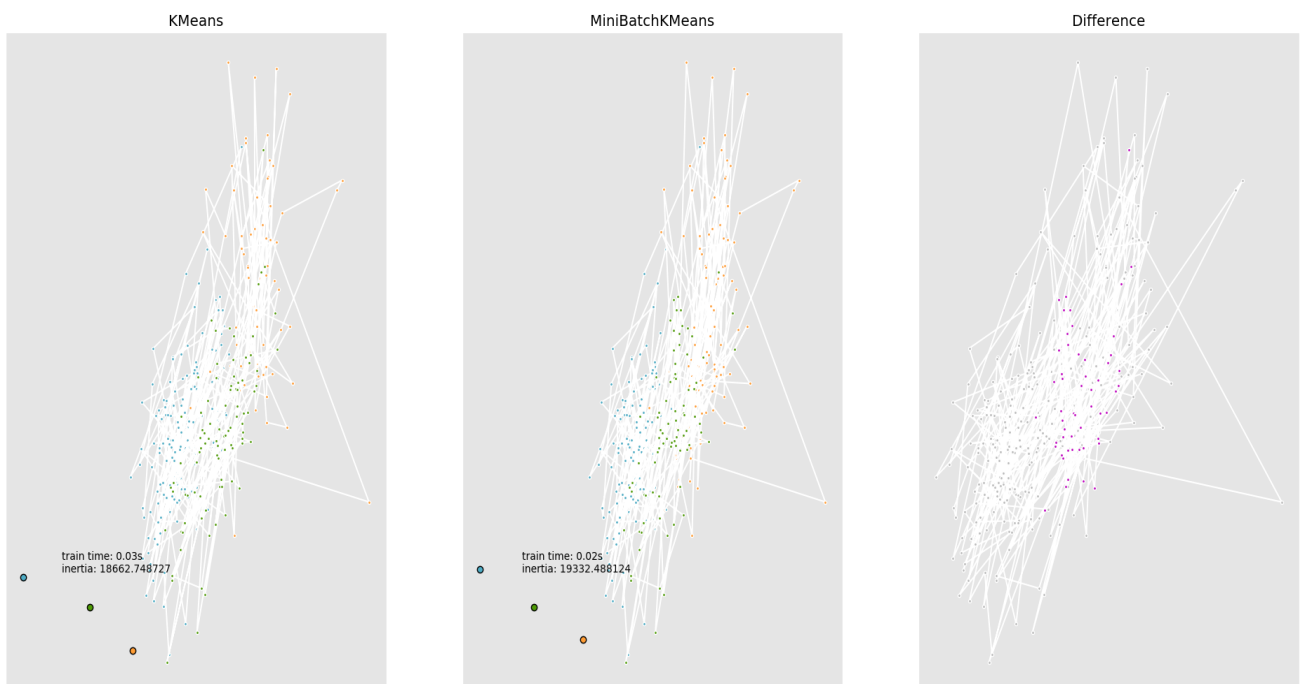 KMeans
MiniBatchKMeans
Difference
train time: 0.03s
inertia: 18662.748727
train time: 0.02s
inertia: 19332.488124